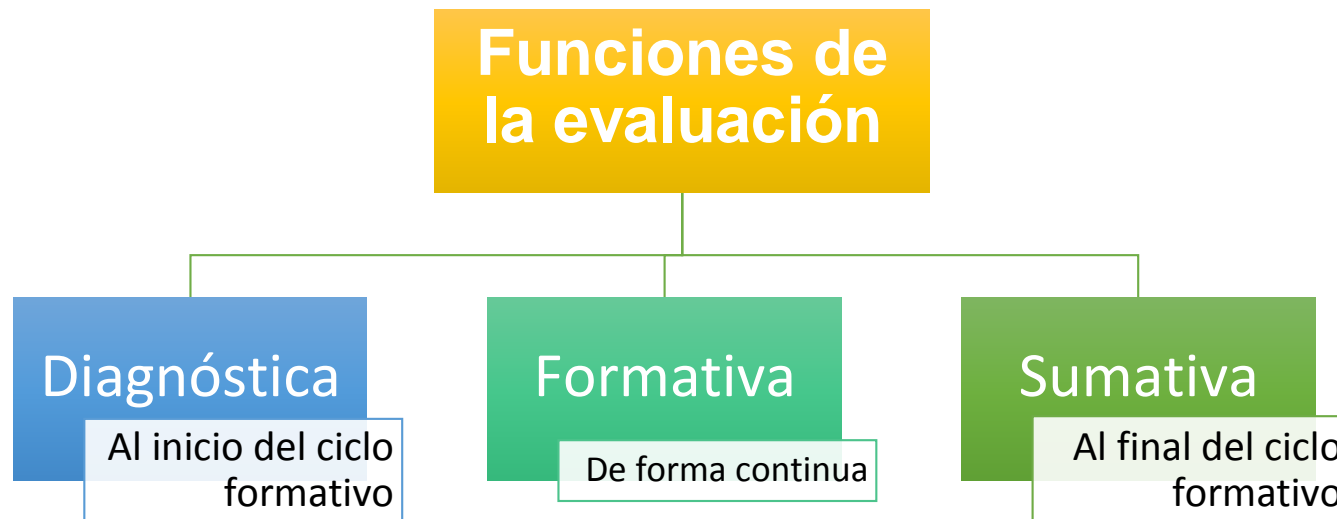 Funciones de
la evaluación
Diagnóstica
Al inicio del ciclo
formativo
Formativa
De forma continua
Sumativa
Al final del ciclo
formativo